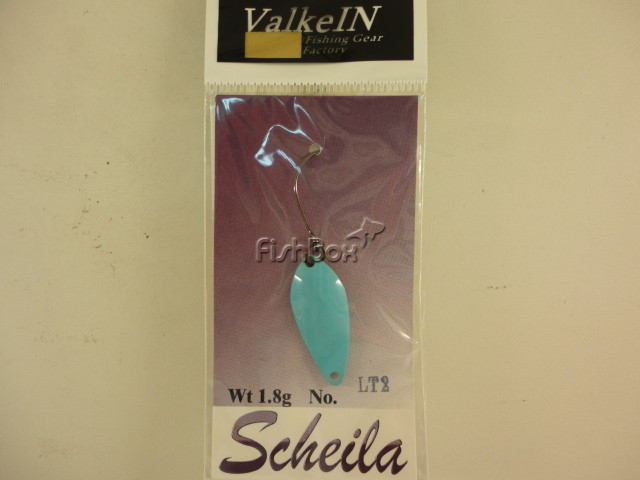 ValkeIN
Fishing Gear
Factory
Fishbox
Wt 1.8g No. LT2
Scheila